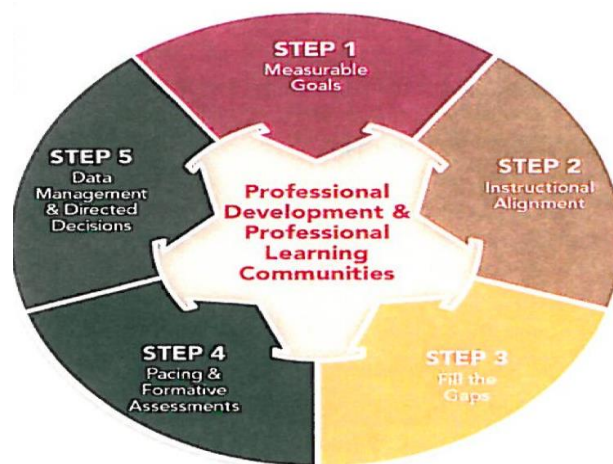 STEP 1
Measurable
Goals
STEP 2
Instructional
Alignment
STEP 3
Fill the
Gaps
STEP 4
Pacing &
Formative
Assessments
STEP 5
Data
Management
& Directed
Decisions
Professional
Development &
Professional
Learning
Communities